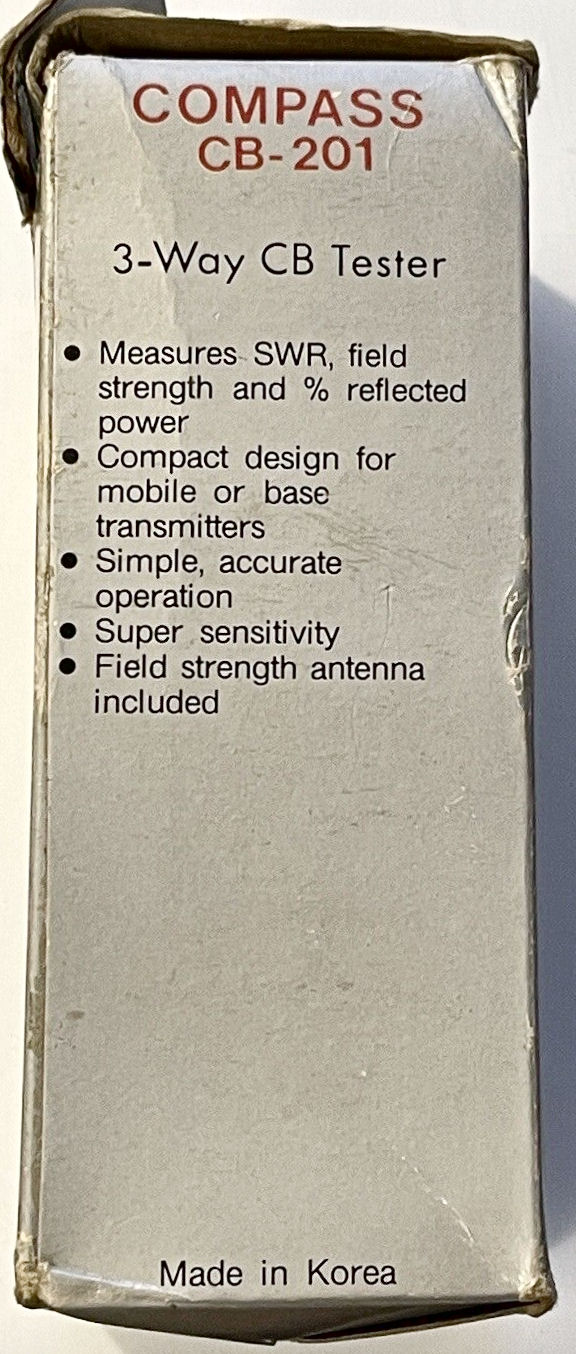 COMPASS
CB-201
3-Way CB Tester
● Measures SWR, field
strength and % reflected
power
● Compact design for
mobile or base
transmitters
● Simple, accurate
operation
● Super sensitivity
● Field strength antenna
included
Made in Korea